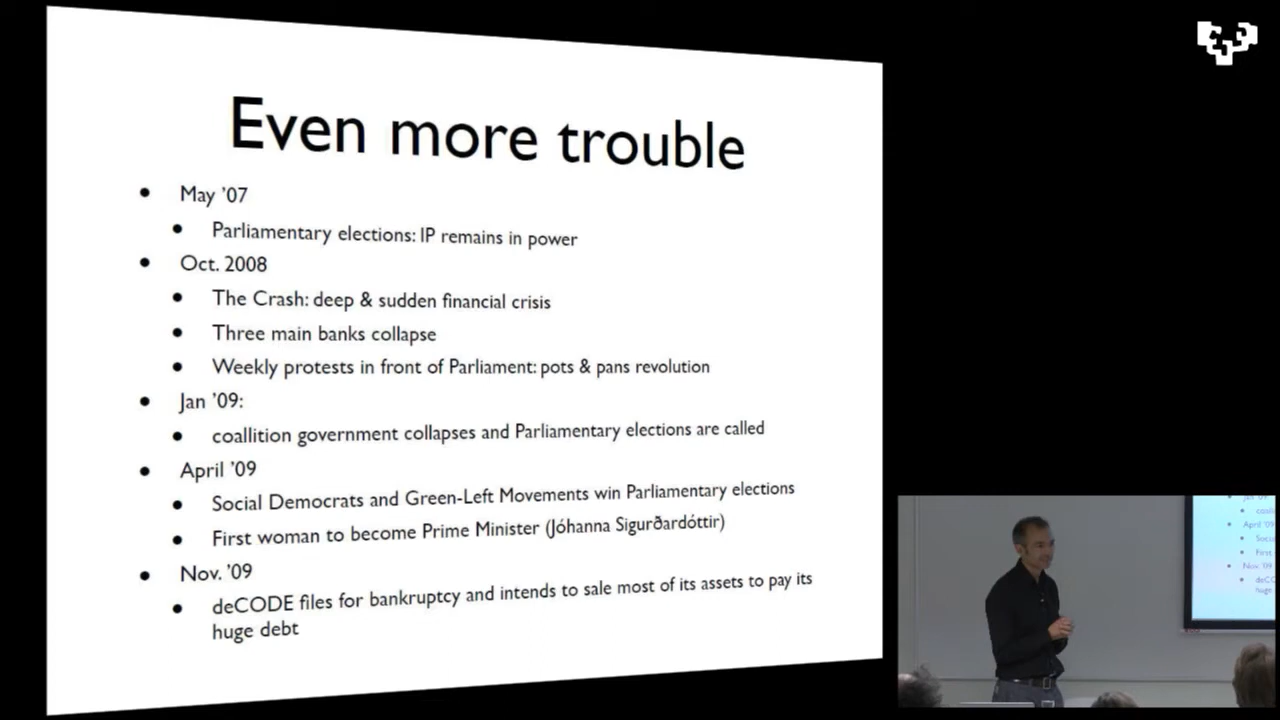 Even more trouble
• May '07
• Parliamentary elections: IP remains in power
• Oct. 2008
• The Crash: deep & sudden financial crisis
• Three main banks collapse
• Weekly protests in front of Parliament: pots & pans revolution
• Jan '09:
• coallition government collapses and Parliamentary elections are called
• April '09
• Social Democrats and Green-Left Movements win Parliamentary elections
• First woman to become Prime Minister (Jóhanna Sigurðardóttir)
• Nov. '09
• deCODE files for bankruptcy and intends to sale most of its assets to pay its
huge debt